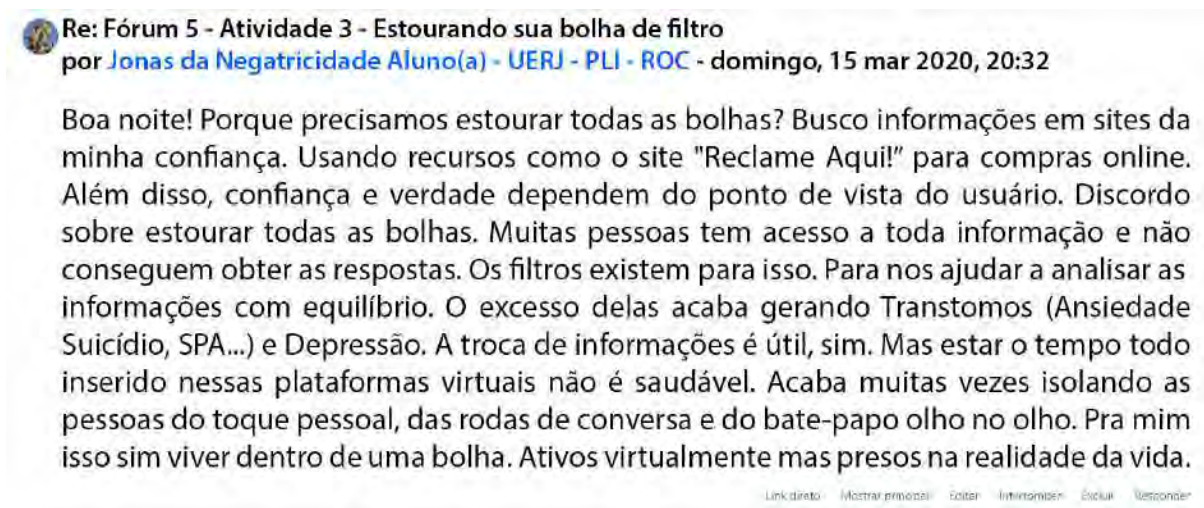 Re: Fórum 5 - Atividade 3 - Estourando sua bolha de filtro
por Jonas da Negatricidade Aluno(a) - UERJ - PLI - ROC - domingo, 15 mar 2020, 20:32
Boa noite! Porque precisamos estourar todas as bolhas? Busco informações em sites da
minha confiança. Usando recursos como o site "Reclame Aqui!" para compras online.
Além disso, confiança e verdade dependem do ponto de vista do usuário. Discordo
sobre estourar todas as bolhas. Muitas pessoas tem acesso a toda informação e não
conseguem obter as respostas. Os filtros existem para isso. Para nos ajudar a analisar as
informações com equilíbrio. O excesso delas acaba gerando Transtornos (Ansiedade
Suicídio, SPA...) e Depressão. A troca de informações é útil, sim. Mas estar o tempo todo
inserido nessas plataformas virtuais não é saudável. Acaba muitas vezes isolando as
pessoas do toque pessoal, das rodas de conversa e do bate-papo olho no olho. Pra mim
isso sim viver dentro de uma bolha. Ativos virtualmente mas presos na realidade da vida.
Link direto Mostrar principal Editar Interromper Excluir Responder